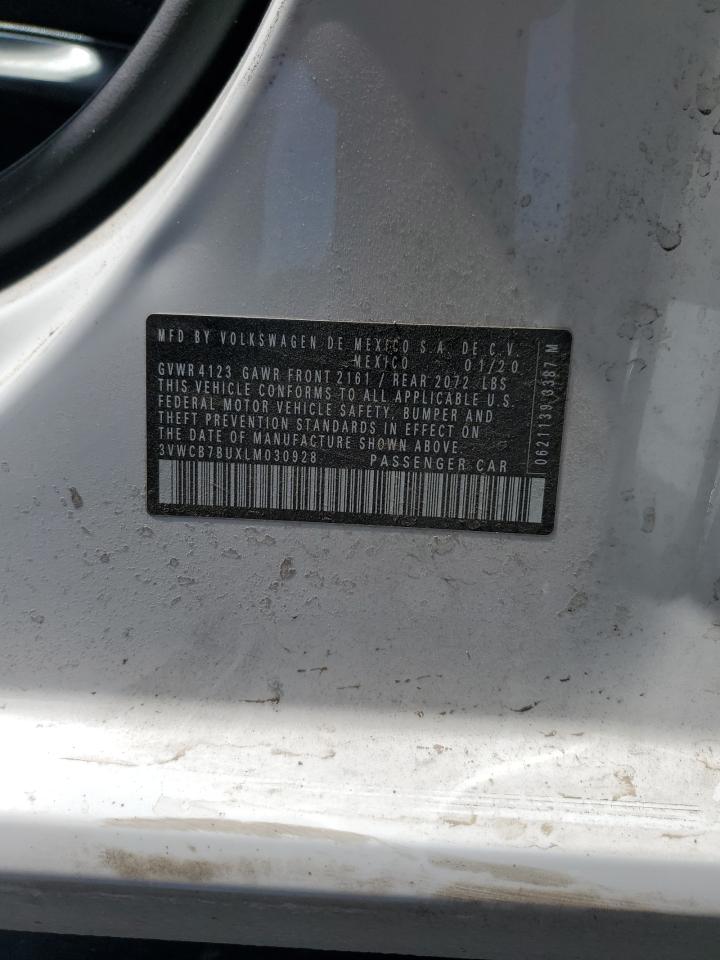 MFD BY VOLKSWAGEN DE MEXICO S.A. DE C.V.
MEXICO 01/20
GVWR 4123 GAWR FRONT 2161 / REAR 2072 LBS
THIS VEHICLE CONFORMS TO ALL APPLICABLE U.S.
FEDERAL MOTOR VEHICLE SAFETY, BUMPER AND
THEFT PREVENTION STANDARDS IN EFFECT ON
THE DATE OF MANUFACTURE SHOWN ABOVE.
3VWCB7BUXLM030928 PASSENGER CAR
0621139 3387 M